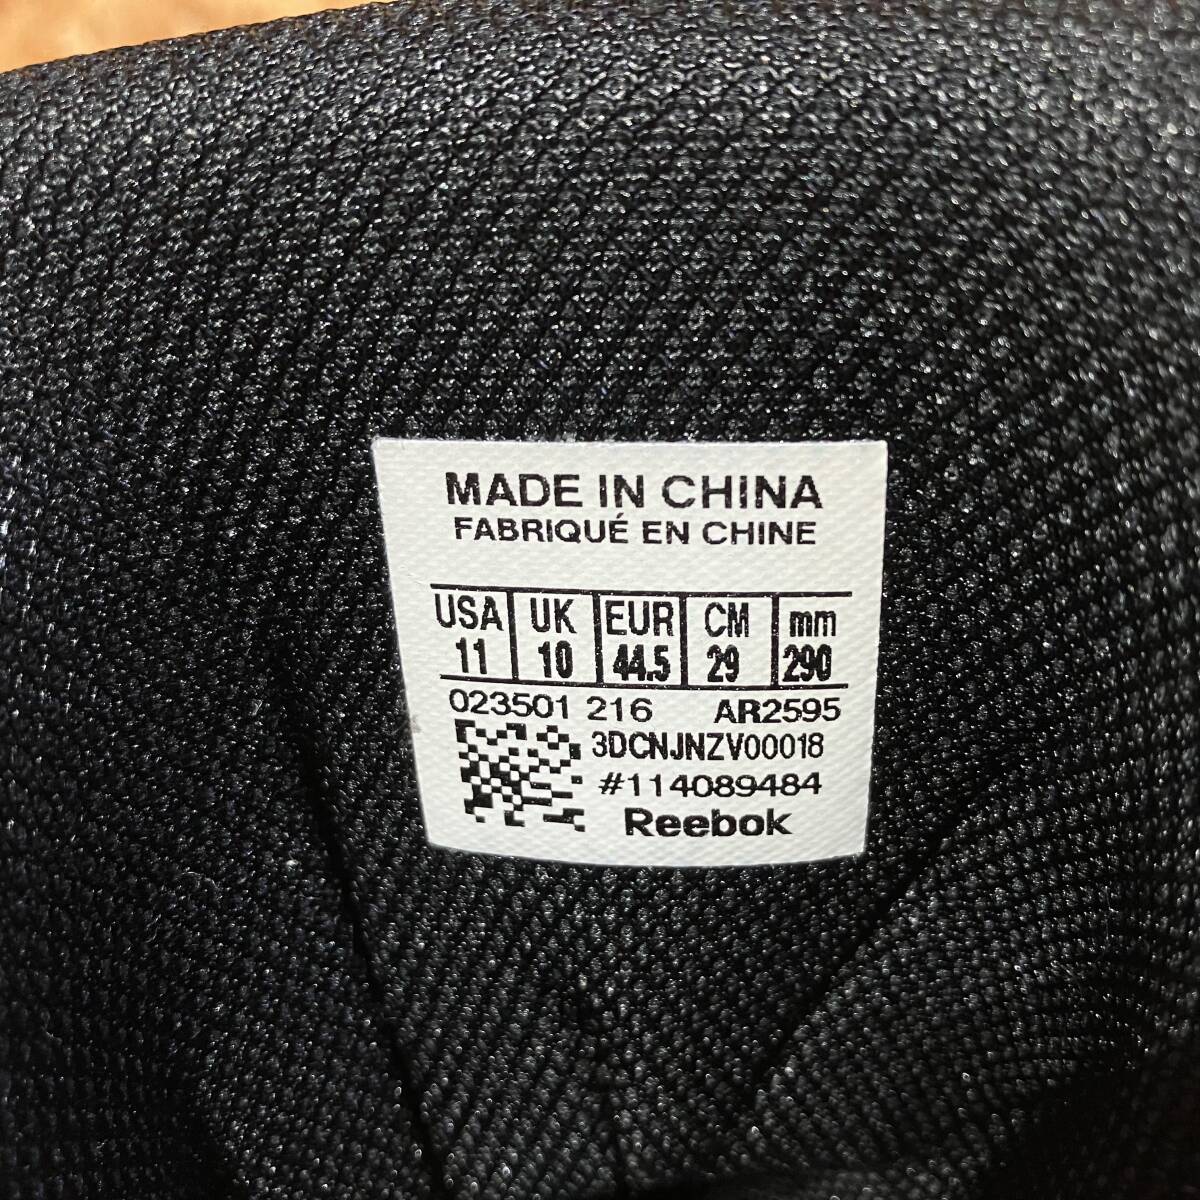 MADE IN CHINA
FABRIQUÉ EN CHINE
USA UK EUR CM mm
11 10 44.5 29 290
023501 216 AR2595
3DCNJNZV00018
#114089484
Reebok